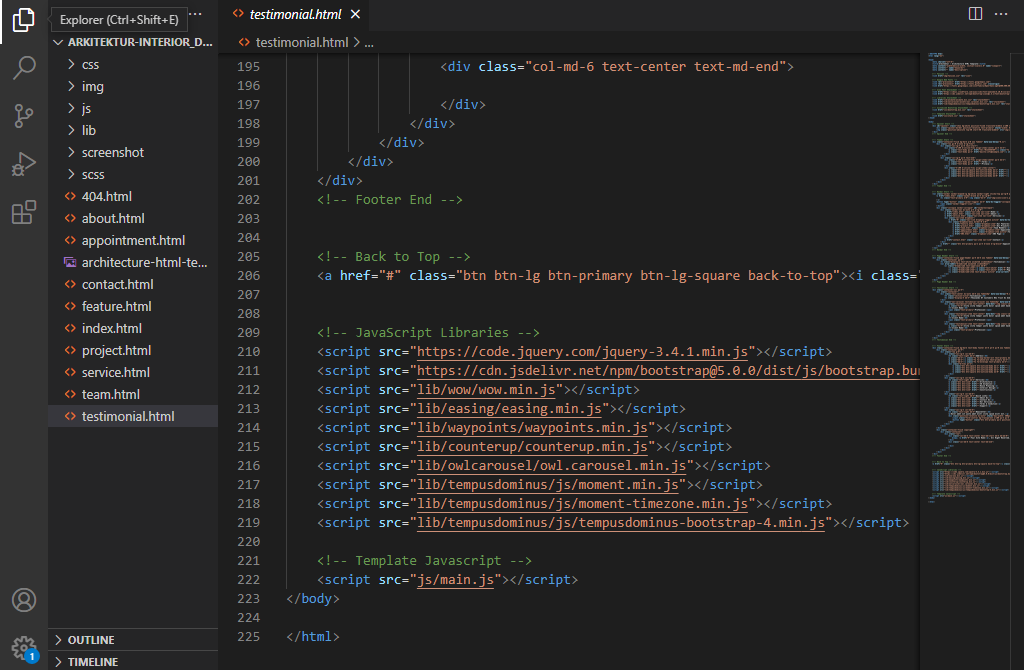 Explorer (Ctrl+Shift+E)
...
testimonial.html
...
ARKITEKTUR-INTERIOR_D...
css
img
js
lib
screenshot
scss
404.html
about.html
appointment.html
architecture-html-te...
contact.html
feature.html
index.html
project.html
service.html
team.html
testimonial.html
OUTLINE
TIMELINE
1
testimonial.html > ...
195 <div class="col-md-6 text-center text-md-end">
196
197 </div>
198 </div>
199 </div>
200 </div>
201 </div>
202 <!-- Footer End -->
203
204
205 <!-- Back to Top -->
206 <a href="#" class="btn btn-lg btn-primary btn-lg-square back-to-top"><i class=
207
208
209 <!-- JavaScript Libraries -->
210 <script src="https://code.jquery.com/jquery-3.4.1.min.js"></script>
211 <script src="https://cdn.jsdelivr.net/npm/bootstrap@5.0.0/dist/js/bootstrap.bun
212 <script src="lib/wow/wow.min.js"></script>
213 <script src="lib/easing/easing.min.js"></script>
214 <script src="lib/waypoints/waypoints.min.js"></script>
215 <script src="lib/counterup/counterup.min.js"></script>
216 <script src="lib/owlcarousel/owl.carousel.min.js"></script>
217 <script src="lib/tempusdominus/js/moment.min.js"></script>
218 <script src="lib/tempusdominus/js/moment-timezone.min.js"></script>
219 <script src="lib/tempusdominus/js/tempusdominus-bootstrap-4.min.js"></script>
220
221 <!-- Template Javascript -->
222 <script src="js/main.js"></script>
223 </body>
224
225 </html>